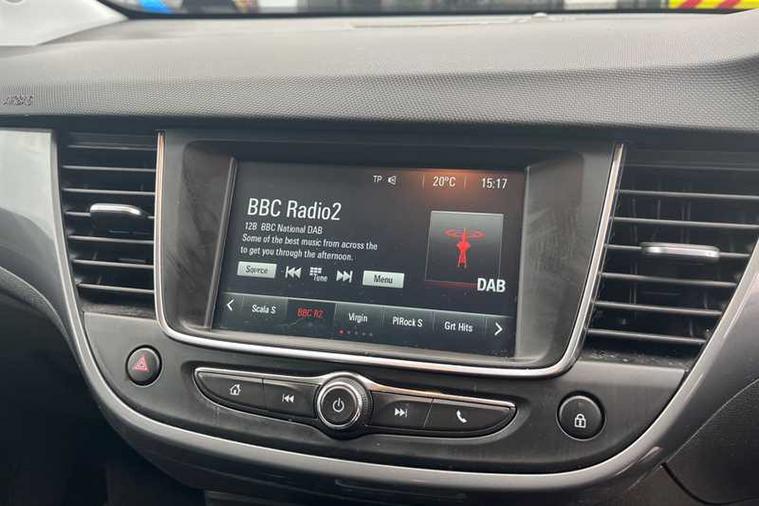 AIRBAG
TP 20°C 15:17
BBC Radio2
12B BBC National DAB
Some of the best music from across the
to get you through the afternoon.
Source Tune Menu
DAB
Scala S BBC R2 Virgin PlRock S Grt Hits